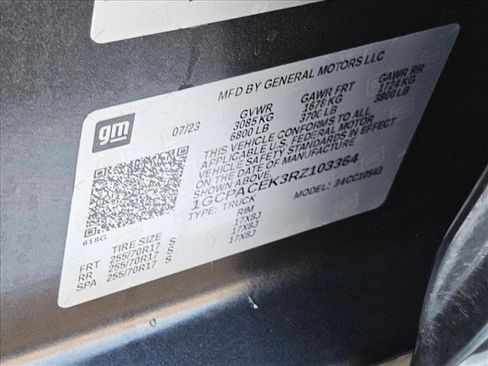 gm
07/23
MFD BY GENERAL MOTORS LLC
GVWR GAWR FRT GAWR RR
3085 KG 1678 KG 1724 KG
6800 LB 3700 LB 3800 LB
THIS VEHICLE CONFORMS TO ALL
APPLICABLE U.S. FEDERAL MOTOR
VEHICLE SAFETY STANDARDS IN EFFECT
ON THE DATE OF MANUFACTURE
SHOWN ABOVE.
TYPE: TRUCK MODEL: 34CC10543
618G
TIRE SIZE RIM
FRT 255/70R17 S 17X8J
RR 255/70R17 S 17X8J
SPA 255/70R17 S 17X8J